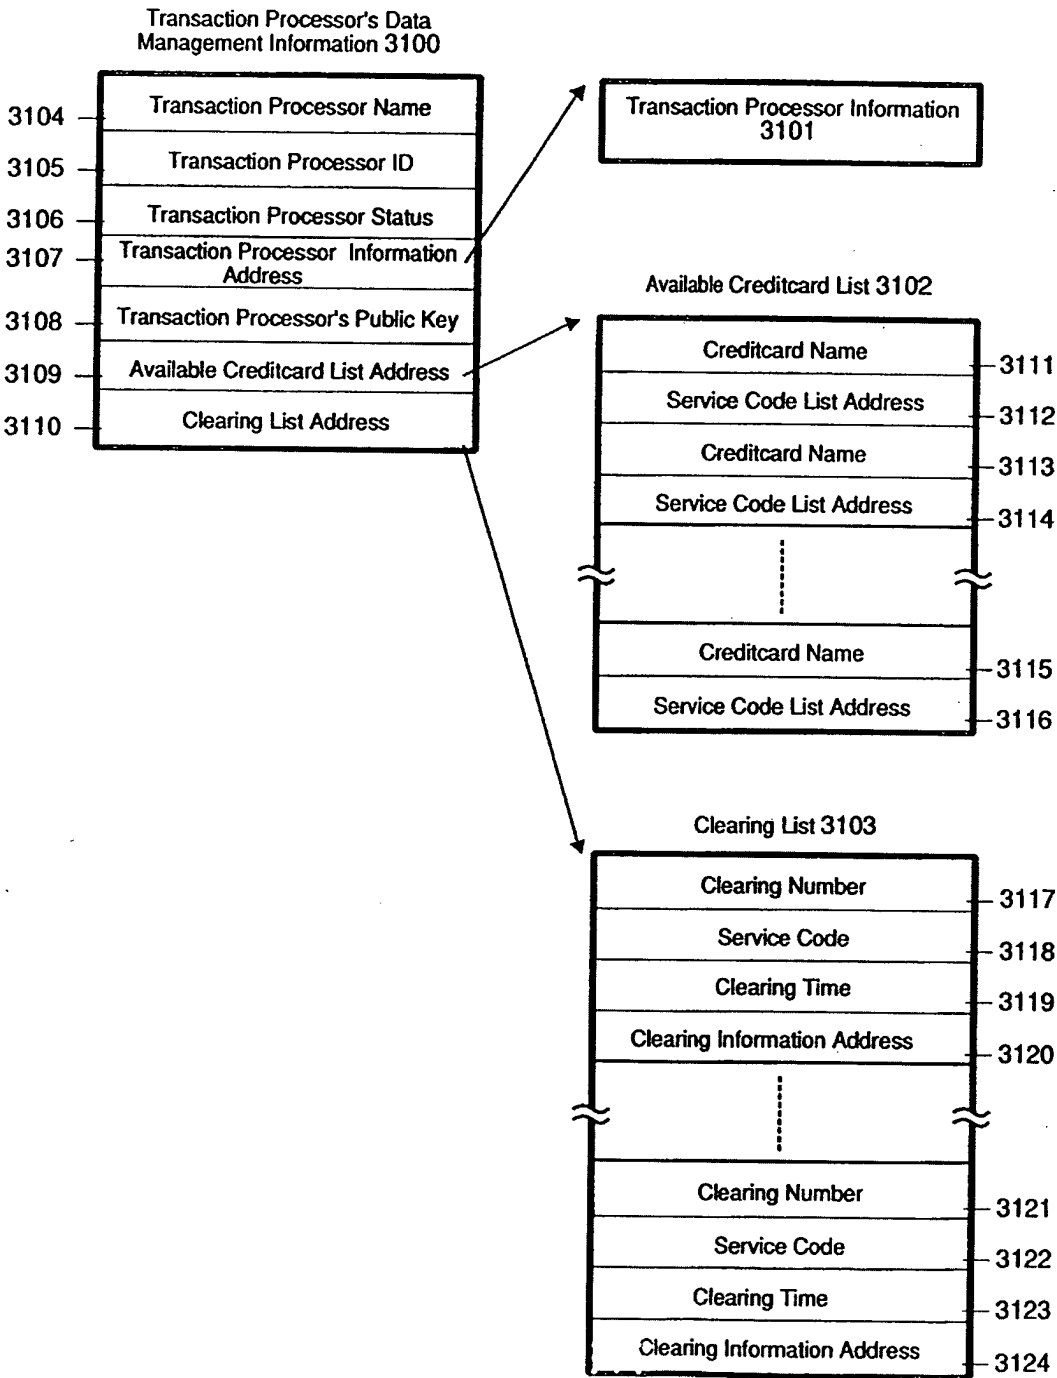 Transaction Processor's Data
Management Information 3100
3104
Transaction Processor Name
3105
Transaction Processor ID
3106
Transaction Processor Status
3107
Transaction Processor Information
Address
3108
Transaction Processor's Public Key
3109
Available Creditcard List Address
3110
Clearing List Address
Transaction Processor Information
3101
Available Creditcard List 3102
Creditcard Name
3111
Service Code List Address
3112
Creditcard Name
3113
Service Code List Address
3114
Creditcard Name
3115
Service Code List Address
3116
Clearing List 3103
Clearing Number
3117
Service Code
3118
Clearing Time
3119
Clearing Information Address
3120
Clearing Number
3121
Service Code
3122
Clearing Time
3123
Clearing Information Address
3124